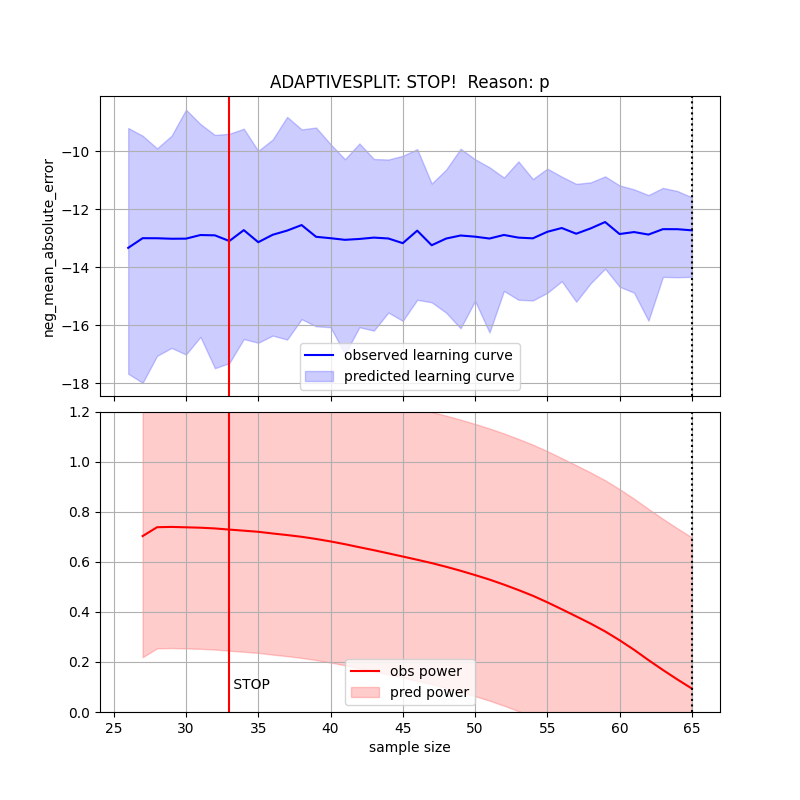 ADAPTIVESPLIT: STOP!  Reason: p
neg_mean_absolute_error
−10
−12
−14
−16
−18
observed learning curve
predicted learning curve
1.2
1.0
0.8
0.6
0.4
0.2
0.0
STOP
obs power
pred power
25 30 35 40 45 50 55 60 65
sample size